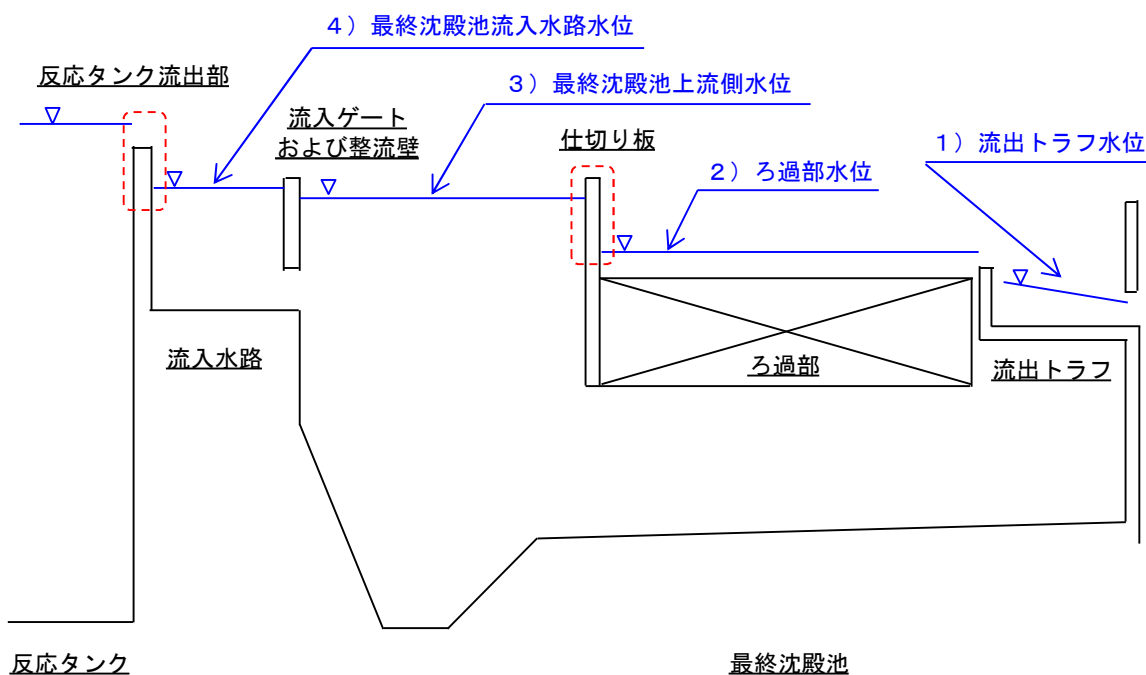 4）最終沈殿池流入水路水位
反応タンク流出部
3）最終沈殿池上流側水位
流入ゲート
および整流壁
仕切り板
1）流出トラフ水位
2）ろ過部水位
流入水路
ろ過部
流出トラフ
反応タンク
最終沈殿池